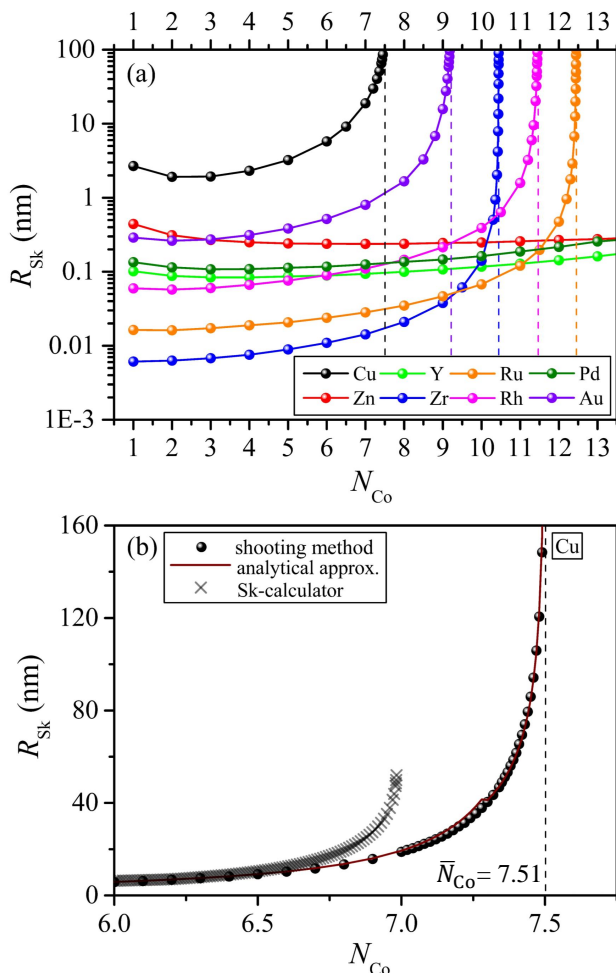 1 2 3 4 5 6 7 8 9 10 11 12 13
(a)
100
10
1
0.1
0.01
1E-3
R_Sk (nm)
Cu Y Ru Pd
Zn Zr Rh Au
1 2 3 4 5 6 7 8 9 10 11 12 13
N_Co
(b)
shooting method
analytical approx.
Sk-calculator
Cu
160
120
80
40
0
R_Sk (nm)
N̄_Co = 7.51
6.0 6.5 7.0 7.5
N_Co